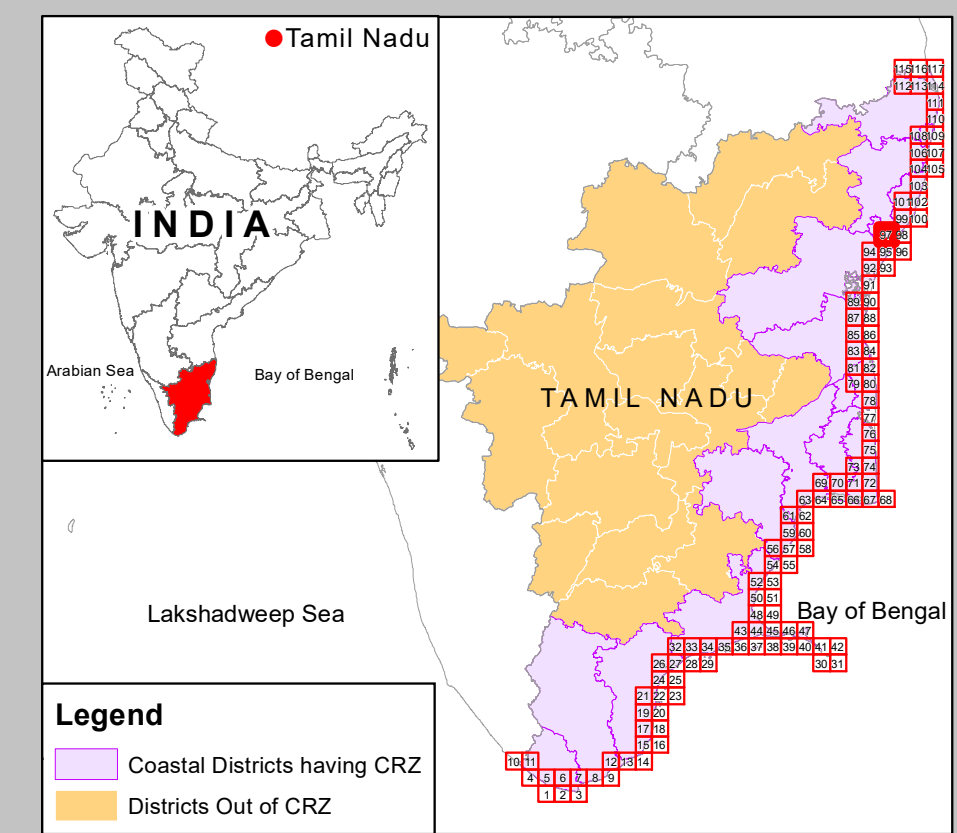 Tamil Nadu
INDIA
Arabian Sea
Bay of Bengal
TAMIL NADU
Lakshadweep Sea
Bay of Bengal
Legend
Coastal Districts having CRZ
Districts Out of CRZ
115 116 117
112 113 114
111
110
108 109
106 107
104 105
103
101 102
99 100
97 98
94 95 96
92 93
91
89 90
87 88
85 86
83 84
81 82
79 80
78
77
76
75
73 74
69 70 71 72
63 64 65 66 67 68
61 62
59 60
56 57 58
54 55
52 53
50 51
48 49
43 44 45 46 47
32 33 34 35 36 37 38 39 40 41 42
26 27 28 29 30 31
24 25
21 22 23
19 20
17 18
15 16
10 11 12 13 14
4 5 6 7 8 9
1 2 3